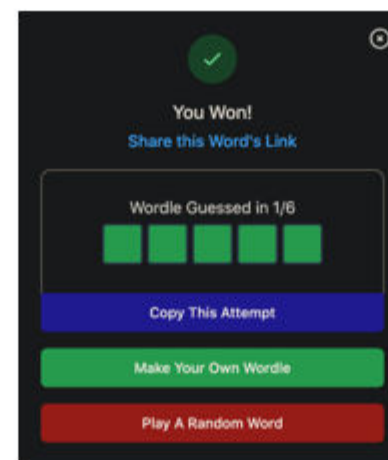 You Won!
Share this Word's Link
Wordle Guessed in 1/6
Copy This Attempt
Make Your Own Wordle
Play A Random Word